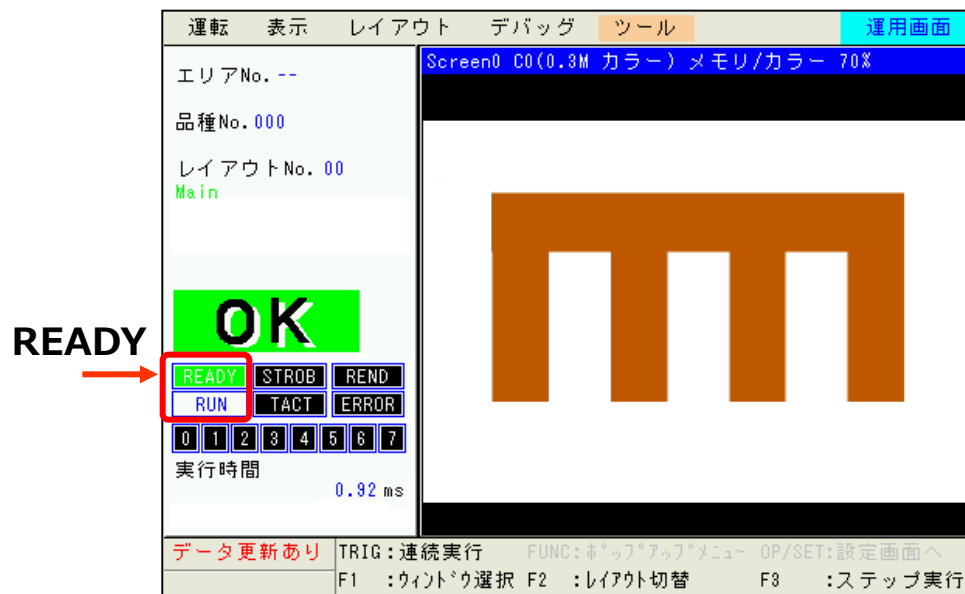 運転 表示 レイアウト デバッグ ツール 運用画面
Screen0 C0(0.3M カラー) メモリ/カラー 70%
エリアNo. --
品種No.000
レイアウトNo. 00
Main
OK
READY
READY STROB REND
RUN TACT ERROR
0 1 2 3 4 5 6 7
実行時間
0.92 ms
データ更新あり TRIG:連続実行 FUNC:ﾎﾟｯﾌﾟｱｯﾌﾟﾒﾆｭｰ OP/SET:設定画面へ
F1 :ｳｨﾝﾄﾞｳ選択 F2 :ﾚｲｱｳﾄ切替 F3 :ステップ実行